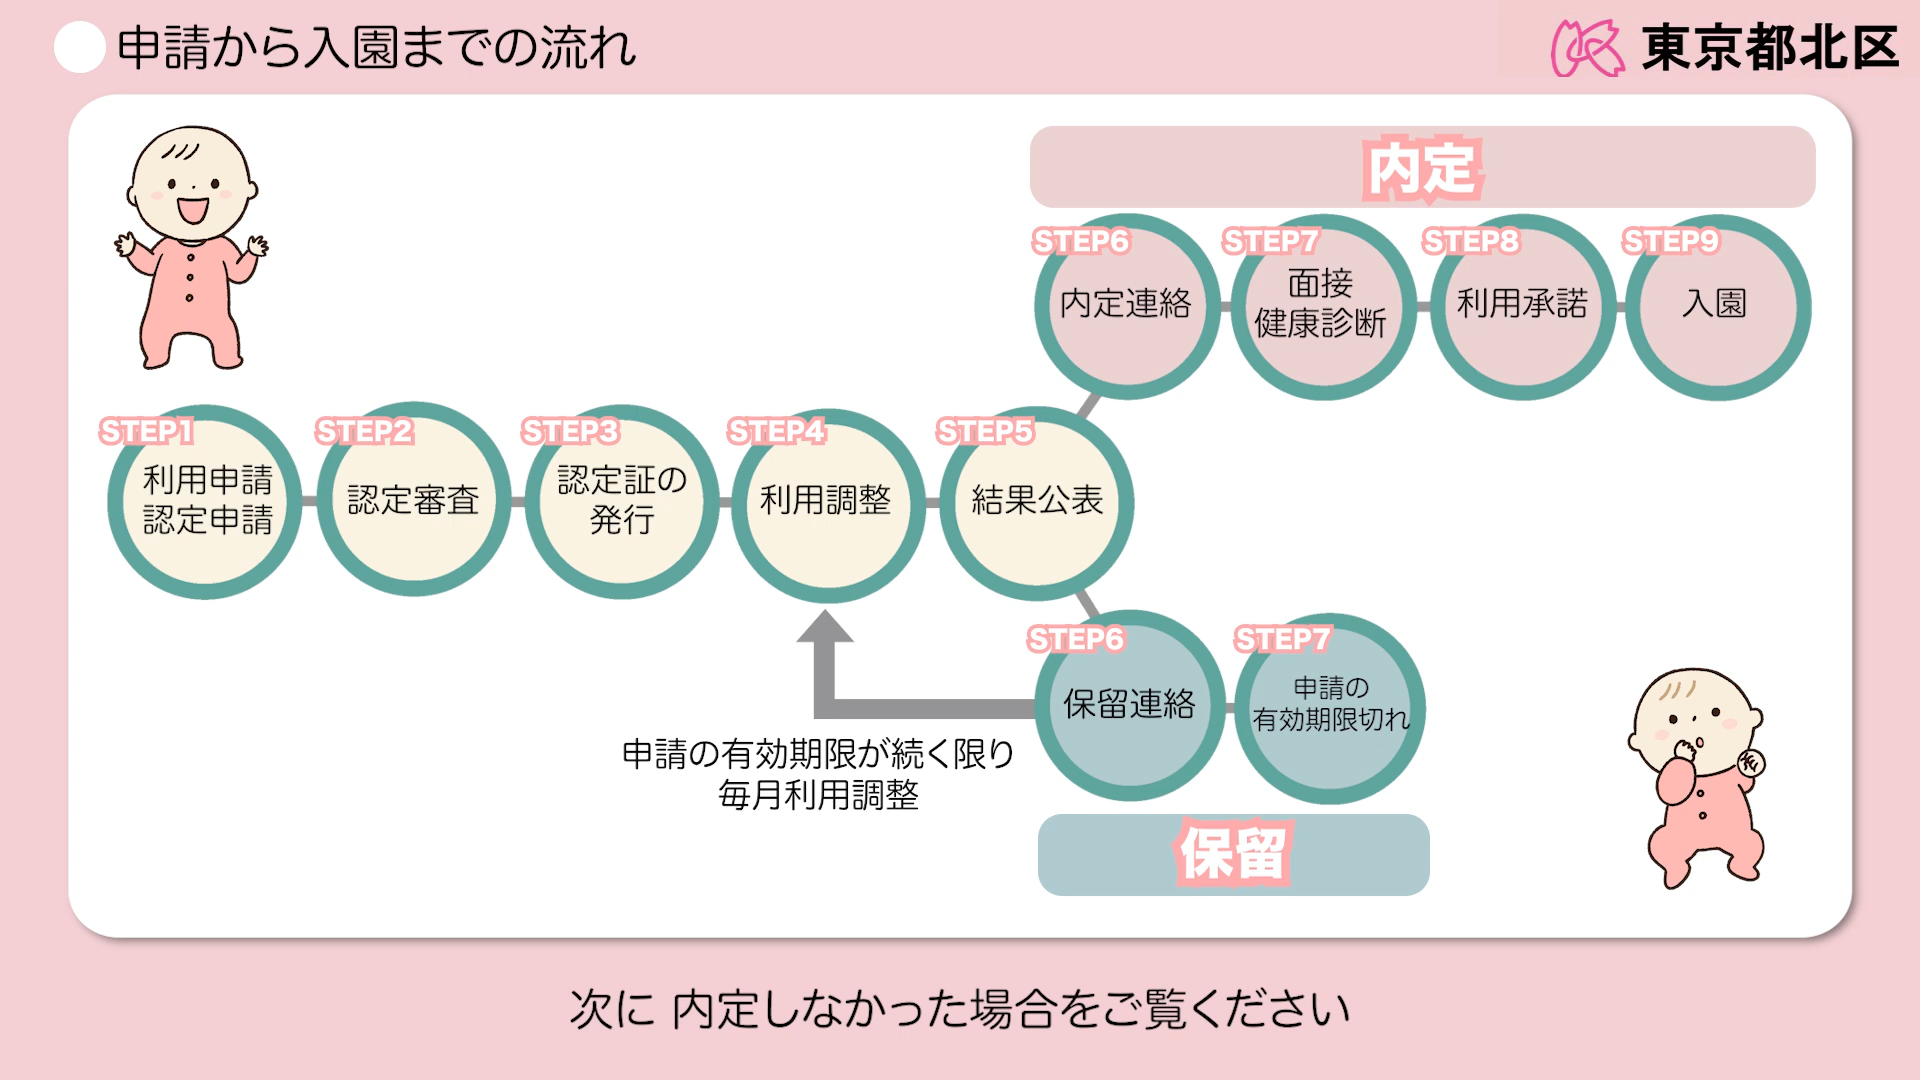 申請から入園までの流れ
東京都北区
内定
STEP6
内定連絡
STEP7
面接
健康診断
STEP8
利用承諾
STEP9
入園
STEP1
利用申請
認定申請
STEP2
認定審査
STEP3
認定証の
発行
STEP4
利用調整
STEP5
結果公表
STEP6
保留連絡
STEP7
申請の
有効期限切れ
申請の有効期限が続く限り
毎月利用調整
保留
次に 内定しなかった場合をご覧ください